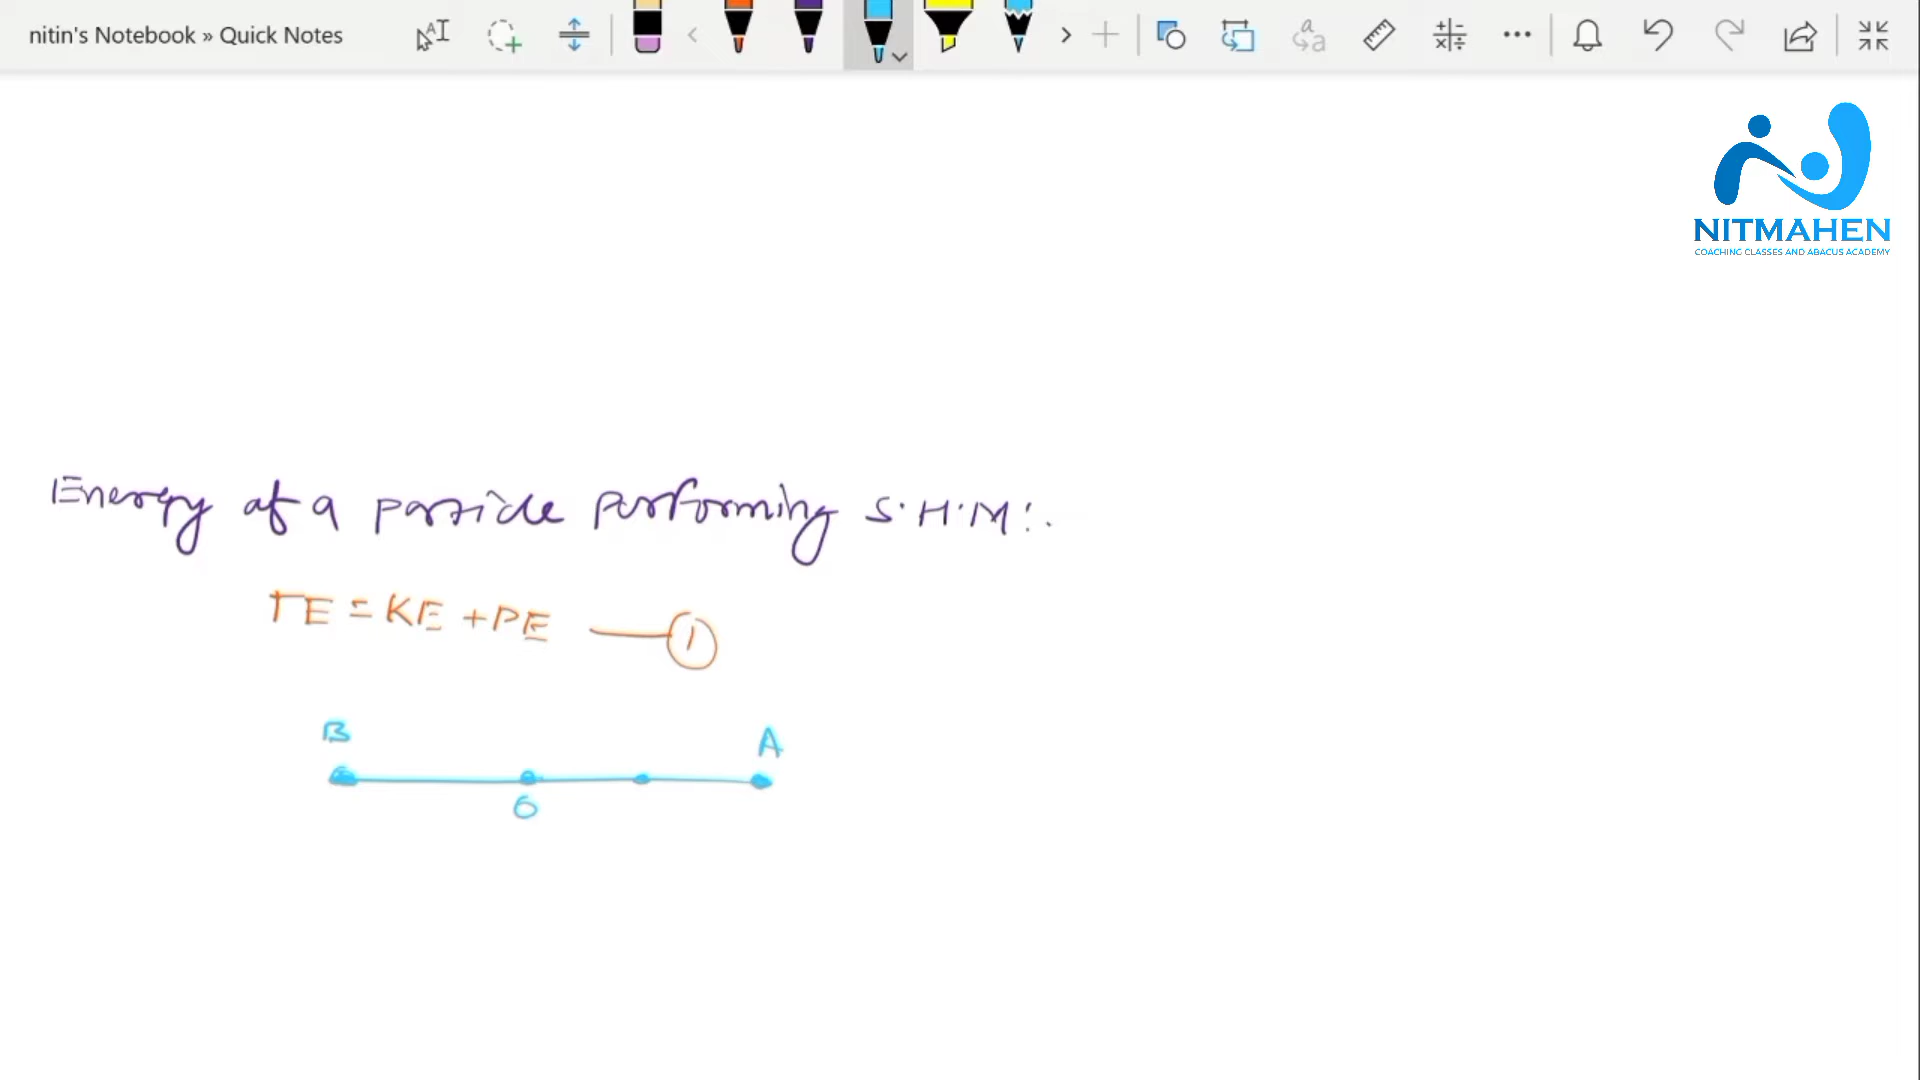 nitin's Notebook » Quick Notes
NITMAHEN
COACHING CLASSES AND ABACUS ACADEMY
Energy of a particle performing S.H.M:.
TE = KE + PE —— ①
B
A
O